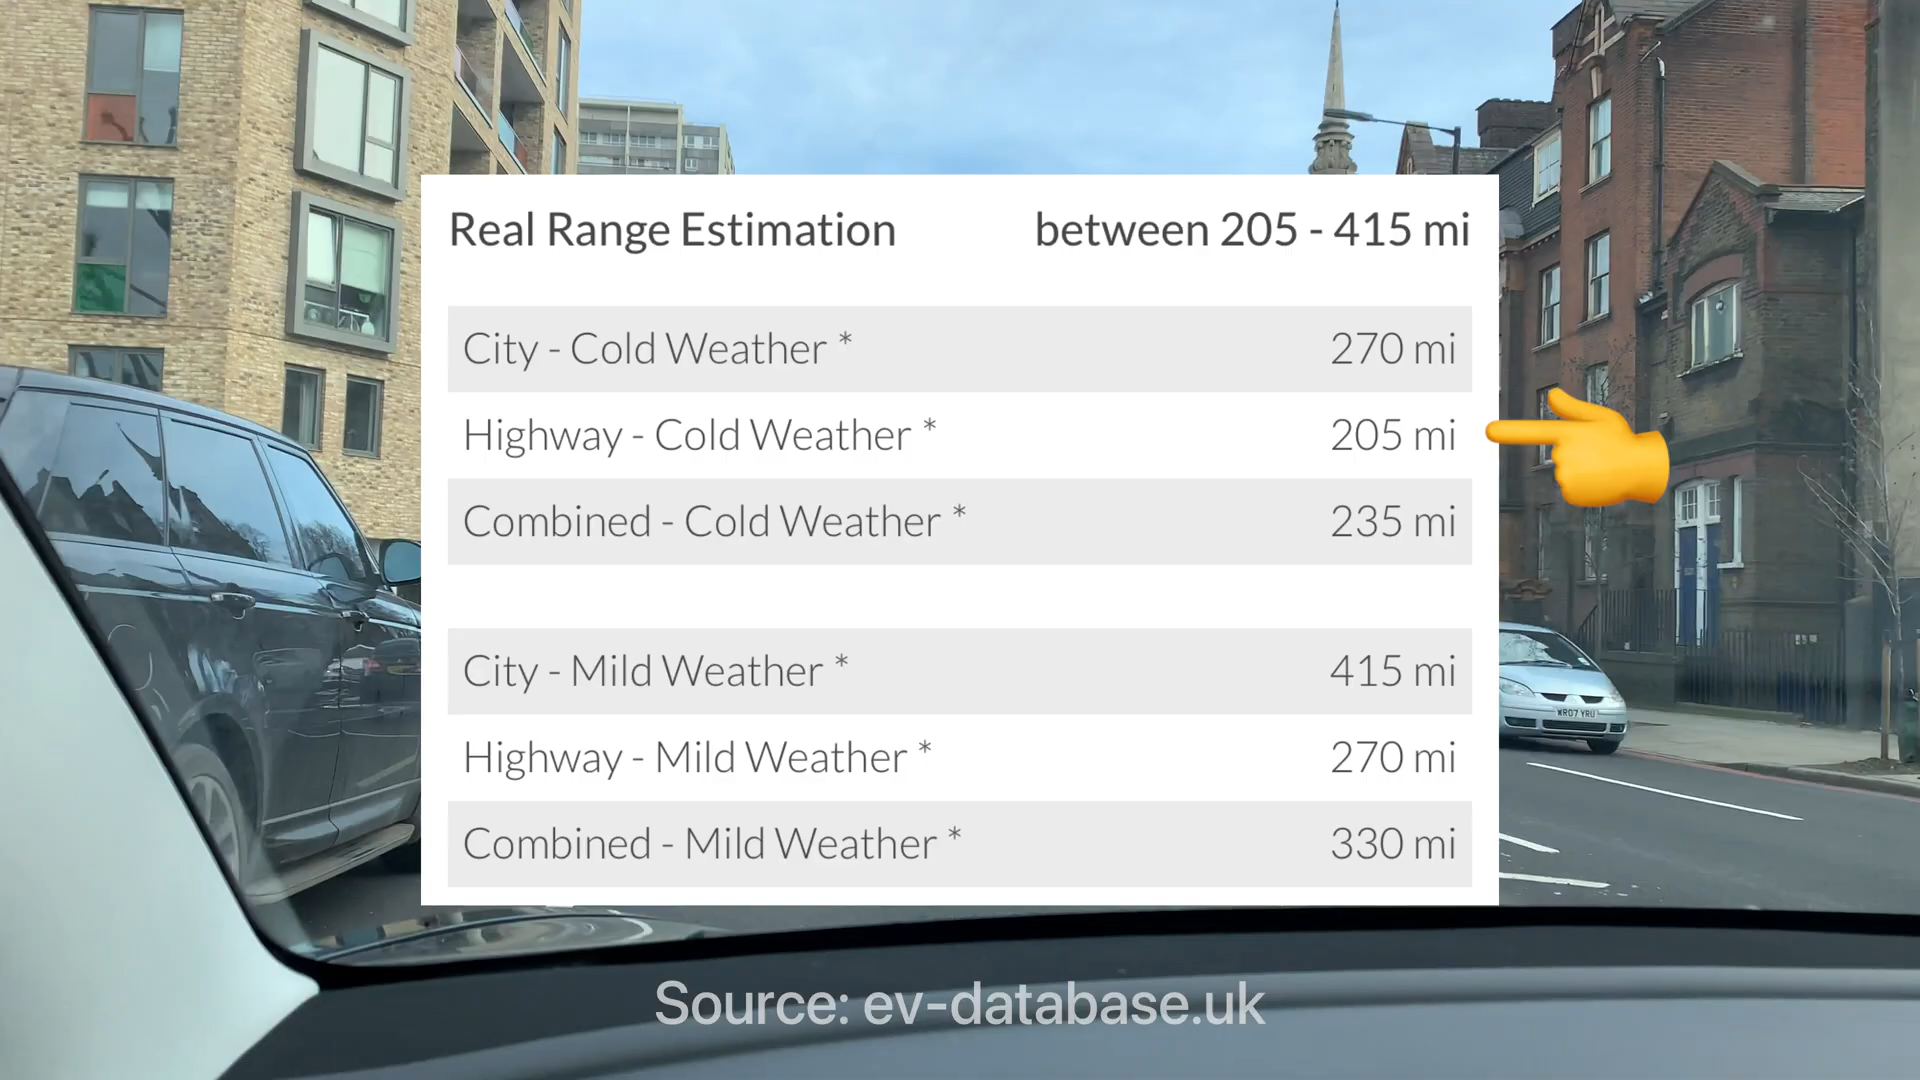 Real Range Estimation between 205 - 415 mi
City - Cold Weather * 270 mi
Highway - Cold Weather * 205 mi
Combined - Cold Weather * 235 mi
City - Mild Weather * 415 mi
Highway - Mild Weather * 270 mi
Combined - Mild Weather * 330 mi
WR07 YRU
Source: ev-database.uk